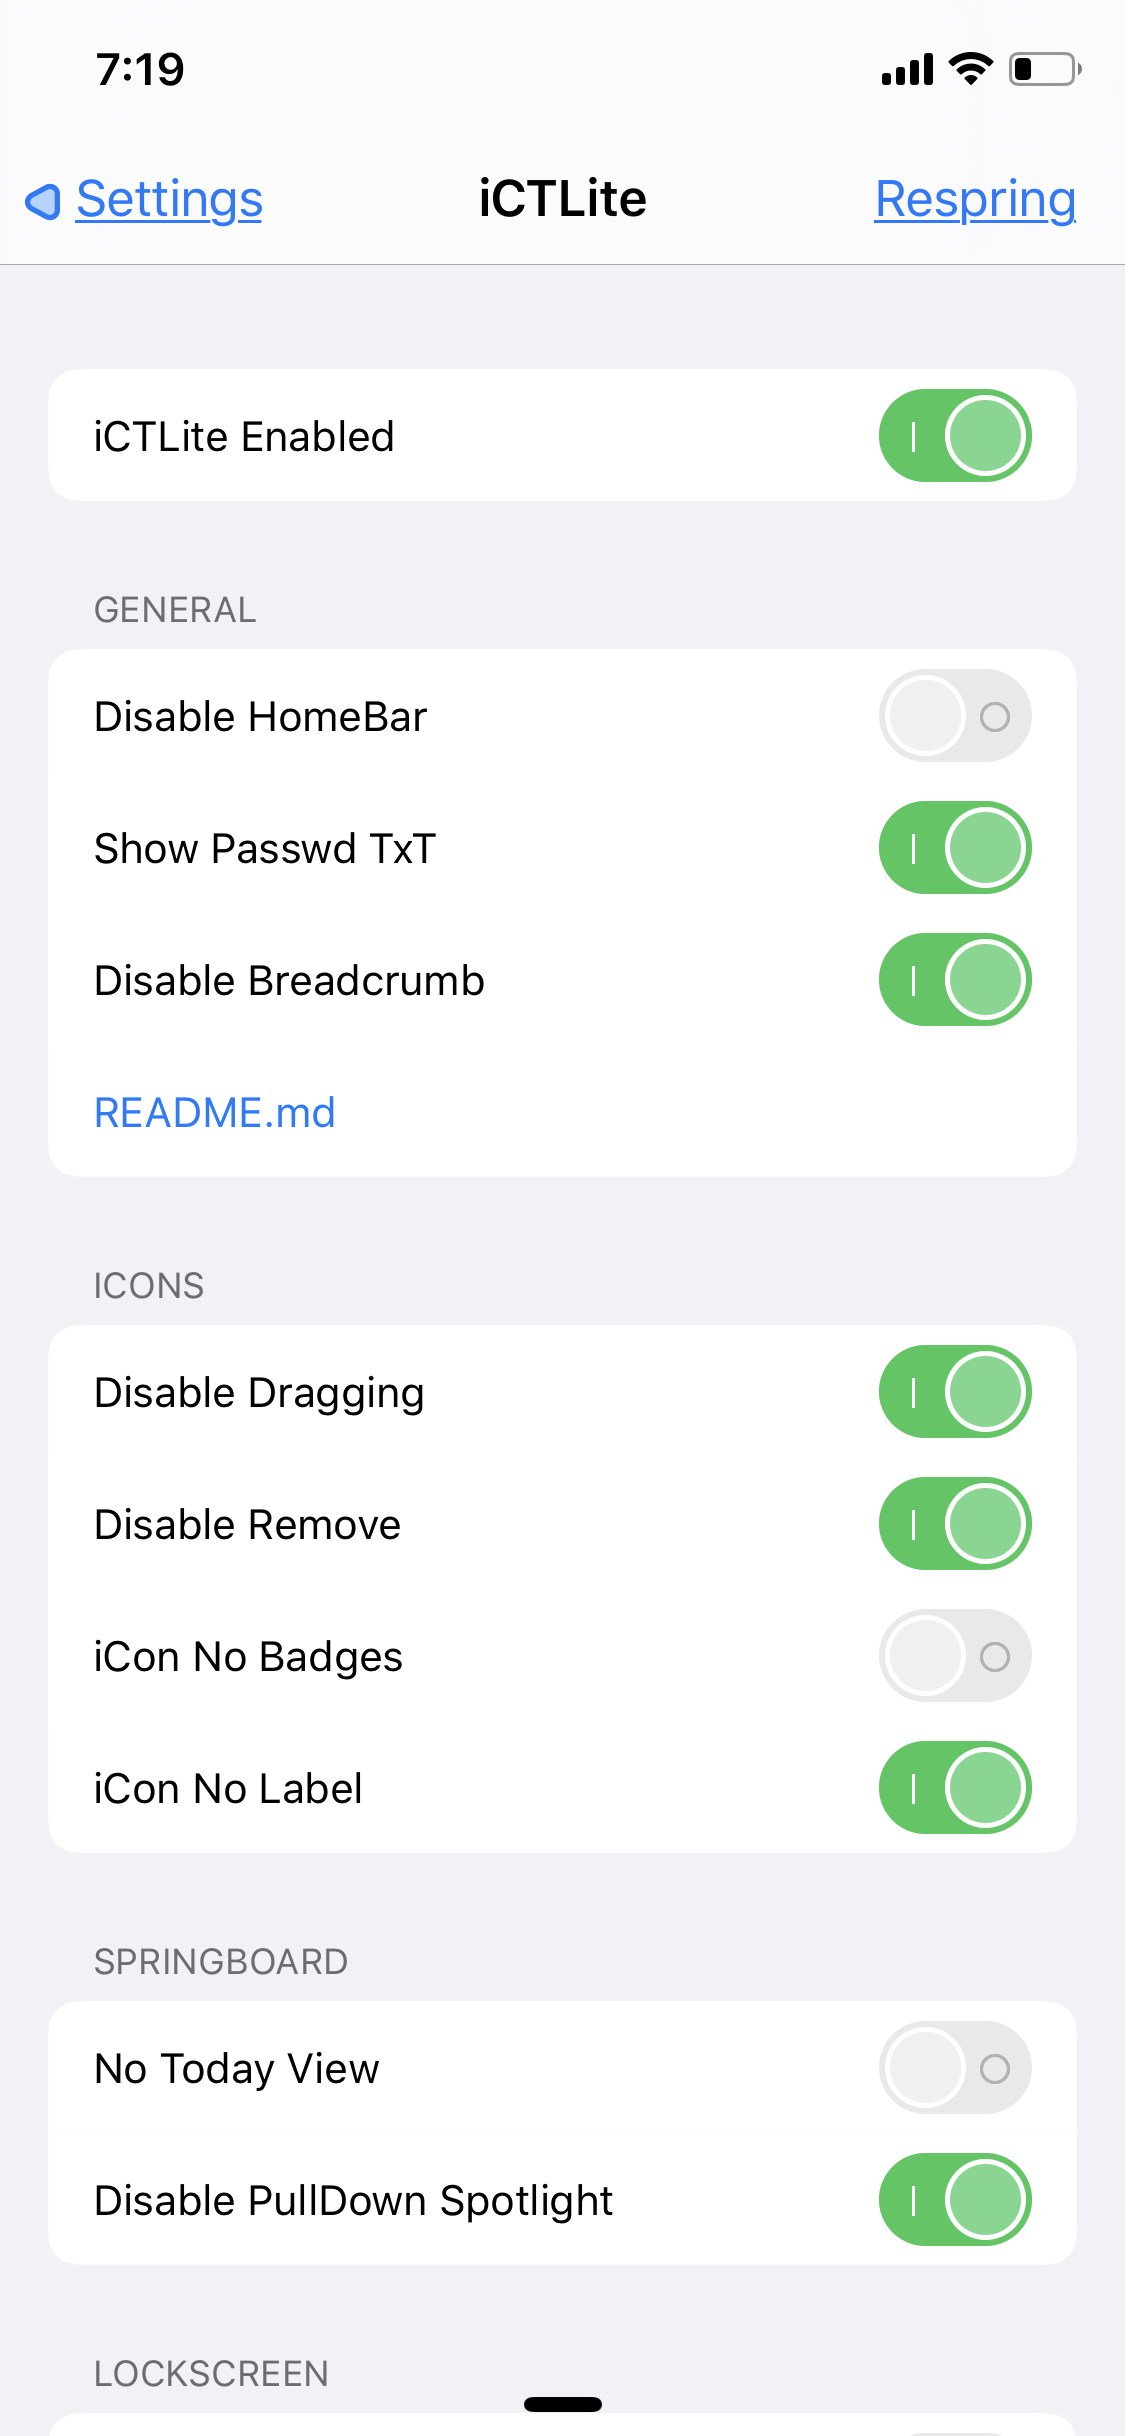 7:19
Settings
iCTLite
Respring
iCTLite Enabled
GENERAL
Disable HomeBar
Show Passwd TxT
Disable Breadcrumb
README.md
ICONS
Disable Dragging
Disable Remove
iCon No Badges
iCon No Label
SPRINGBOARD
No Today View
Disable PullDown Spotlight
LOCKSCREEN